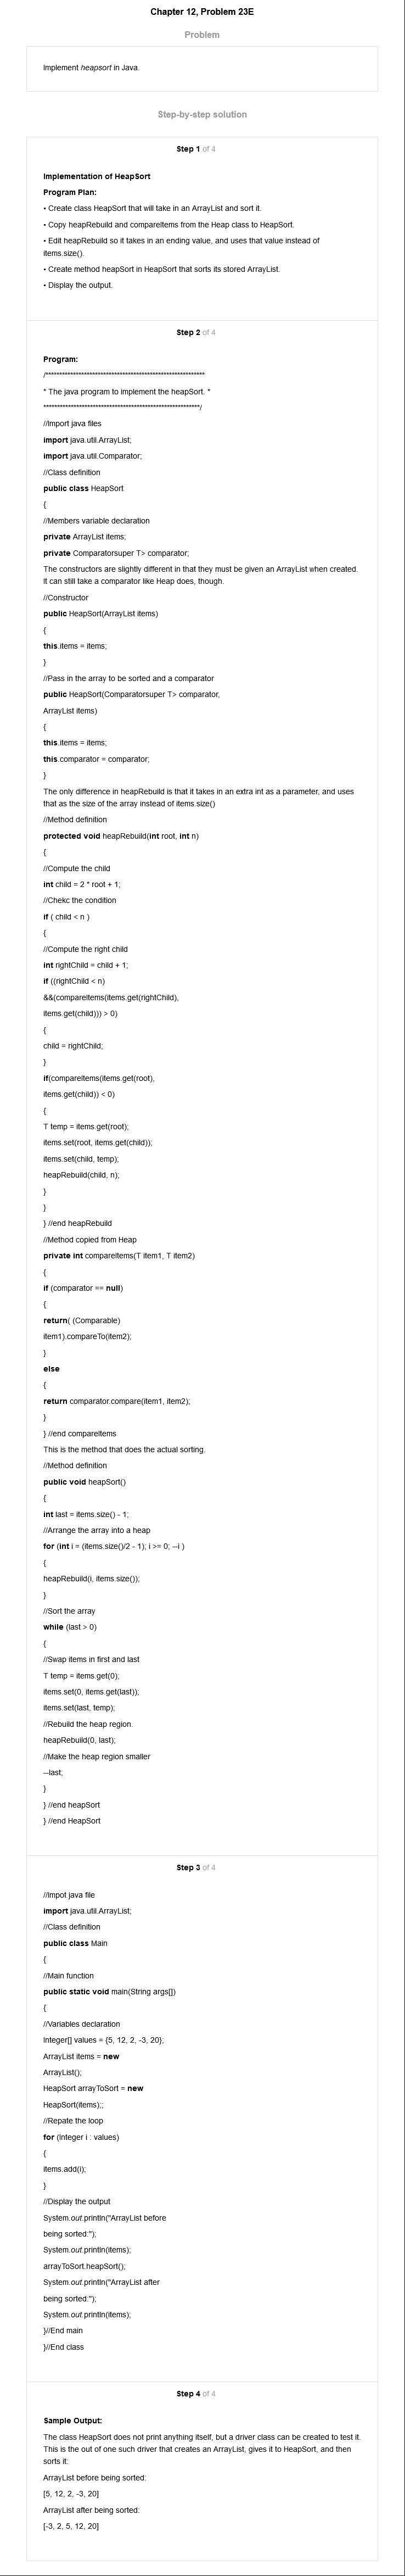 Chapter 12, Problem 23E
Problem
Implement heapsort in Java.
Step-by-step solution
Step 1 of 4
Implementation of HeapSort
Program Plan:
• Create class HeapSort that will take in an ArrayList and sort it.
• Copy heapRebuild and compareItems from the Heap class to HeapSort.
• Edit heapRebuild so it takes in an ending value, and uses that value instead of
items.size().
• Create method heapSort in HeapSort that sorts its stored ArrayList.
• Display the output.
Step 2 of 4
Program:
/**********************************************************
* The java program to implement the heapSort. *
*********************************************************/
//Import java files
import java.util.ArrayList;
import java.util.Comparator;
//Class definition
public class HeapSort
{
//Members variable declaration
private ArrayList items;
private Comparatorsuper T> comparator;
The constructors are slightly different in that they must be given an ArrayList when created.
It can still take a comparator like Heap does, though.
//Constructor
public HeapSort(ArrayList items)
{
this.items = items;
}
//Pass in the array to be sorted and a comparator
public HeapSort(Comparatorsuper T> comparator,
ArrayList items)
{
this.items = items;
this.comparator = comparator;
}
The only difference in heapRebuild is that it takes in an extra int as a parameter, and uses
that as the size of the array instead of items.size()
//Method definition
protected void heapRebuild(int root, int n)
{
//Compute the child
int child = 2 * root + 1;
//Chekc the condition
if ( child < n )
{
//Compute the right child
int rightChild = child + 1;
if ((rightChild < n)
&&(compareItems(items.get(rightChild),
items.get(child))) > 0)
{
child = rightChild;
}
if(compareItems(items.get(root),
items.get(child)) < 0)
{
T temp = items.get(root);
items.set(root, items.get(child));
items.set(child, temp);
heapRebuild(child, n);
}
}
} //end heapRebuild
//Method copied from Heap
private int compareItems(T item1, T item2)
{
if (comparator == null)
{
return( (Comparable)
item1).compareTo(item2);
}
else
{
return comparator.compare(item1, item2);
}
} //end compareItems
This is the method that does the actual sorting.
//Method definition
public void heapSort()
{
int last = items.size() - 1;
//Arrange the array into a heap
for (int i = (items.size()/2 - 1); i >= 0; --i )
{
heapRebuild(i, items.size());
}
//Sort the array
while (last > 0)
{
//Swap items in first and last
T temp = items.get(0);
items.set(0, items.get(last));
items.set(last, temp);
//Rebuild the heap region.
heapRebuild(0, last);
//Make the heap region smaller
--last;
}
} //end heapSort
} //end HeapSort
Step 3 of 4
//Impot java file
import java.util.ArrayList;
//Class definition
public class Main
{
//Main function
public static void main(String args[])
{
//Variables declaration
Integer[] values = {5, 12, 2, -3, 20};
ArrayList items = new
ArrayList();
HeapSort arrayToSort = new
HeapSort(items);;
//Repate the loop
for (Integer i : values)
{
items.add(i);
}
//Display the output
System.out.println("ArrayList before
being sorted:");
System.out.println(items);
arrayToSort.heapSort();
System.out.println("ArrayList after
being sorted:");
System.out.println(items);
}//End main
}//End class
Step 4 of 4
Sample Output:
The class HeapSort does not print anything itself, but a driver class can be created to test it.
This is the out of one such driver that creates an ArrayList, gives it to HeapSort, and then
sorts it:
ArrayList before being sorted:
[5, 12, 2, -3, 20]
ArrayList after being sorted:
[-3, 2, 5, 12, 20]